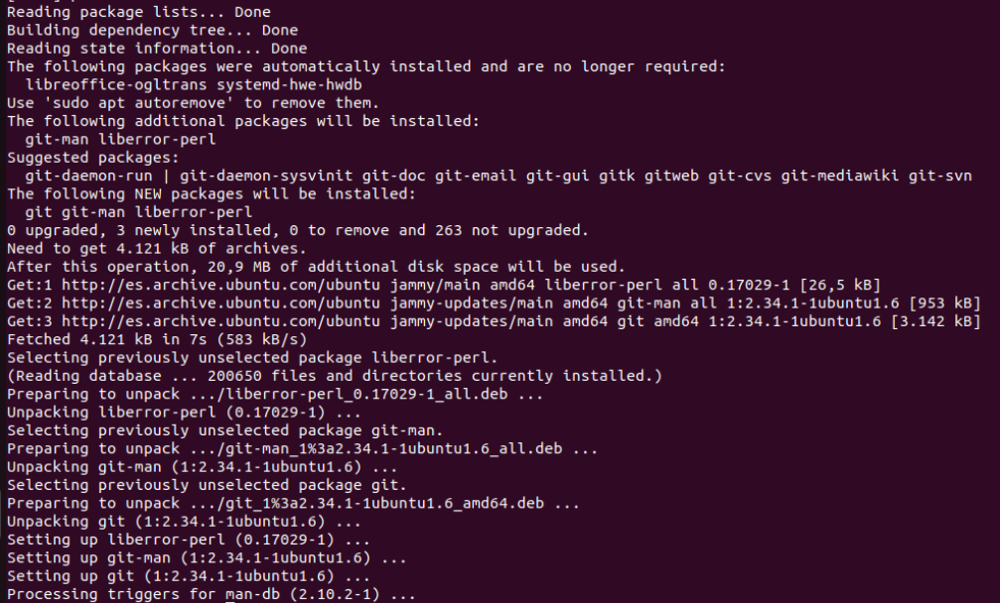 Reading package lists... Done
Building dependency tree... Done
Reading state information... Done
The following packages were automatically installed and are no longer required:
  libreoffice-ogltrans systemd-hwe-hwdb
Use 'sudo apt autoremove' to remove them.
The following additional packages will be installed:
  git-man liberror-perl
Suggested packages:
  git-daemon-run | git-daemon-sysvinit git-doc git-email git-gui gitk gitweb git-cvs git-mediawiki git-svn
The following NEW packages will be installed:
  git git-man liberror-perl
0 upgraded, 3 newly installed, 0 to remove and 263 not upgraded.
Need to get 4.121 kB of archives.
After this operation, 20,9 MB of additional disk space will be used.
Get:1 http://es.archive.ubuntu.com/ubuntu jammy/main amd64 liberror-perl all 0.17029-1 [26,5 kB]
Get:2 http://es.archive.ubuntu.com/ubuntu jammy-updates/main amd64 git-man all 1:2.34.1-1ubuntu1.6 [953 kB]
Get:3 http://es.archive.ubuntu.com/ubuntu jammy-updates/main amd64 git amd64 1:2.34.1-1ubuntu1.6 [3.142 kB]
Fetched 4.121 kB in 7s (583 kB/s)
Selecting previously unselected package liberror-perl.
(Reading database ... 200650 files and directories currently installed.)
Preparing to unpack .../liberror-perl_0.17029-1_all.deb ...
Unpacking liberror-perl (0.17029-1) ...
Selecting previously unselected package git-man.
Preparing to unpack .../git-man_1%3a2.34.1-1ubuntu1.6_all.deb ...
Unpacking git-man (1:2.34.1-1ubuntu1.6) ...
Selecting previously unselected package git.
Preparing to unpack .../git_1%3a2.34.1-1ubuntu1.6_amd64.deb ...
Unpacking git (1:2.34.1-1ubuntu1.6) ...
Setting up liberror-perl (0.17029-1) ...
Setting up git-man (1:2.34.1-1ubuntu1.6) ...
Setting up git (1:2.34.1-1ubuntu1.6) ...
Processing triggers for man-db (2.10.2-1) ...